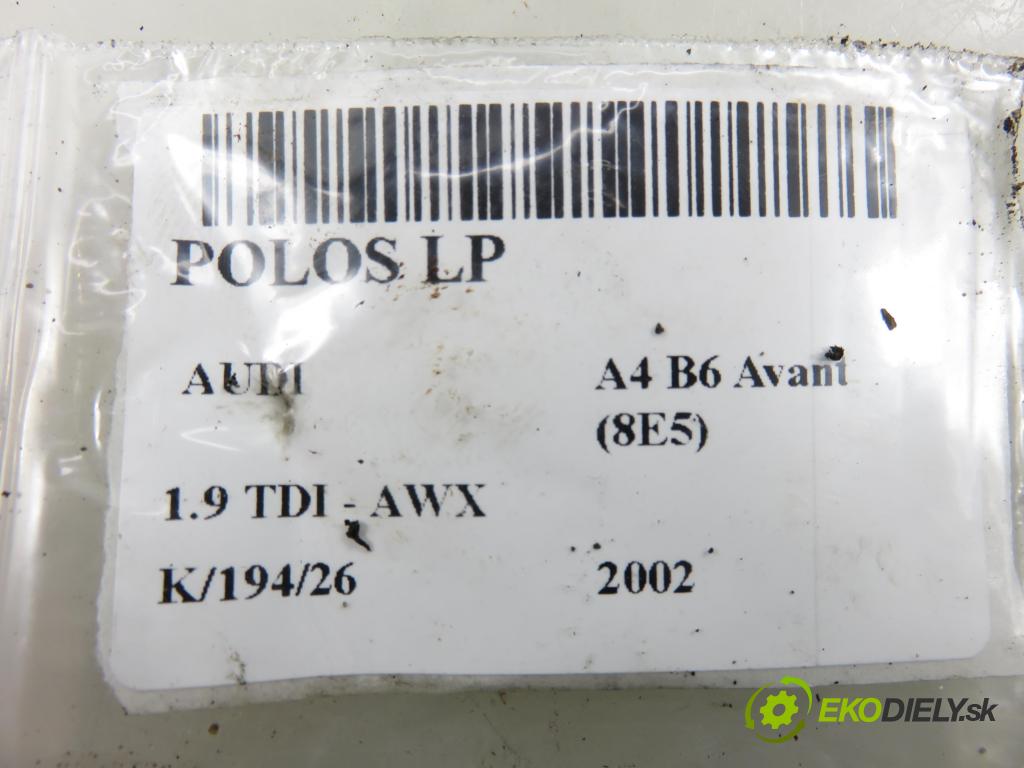 POLOS LP
AUDI
A4 B6 Avant
(8E5)
1.9 TDI - AWX
K/194/26
2002
EKODIELY.sk